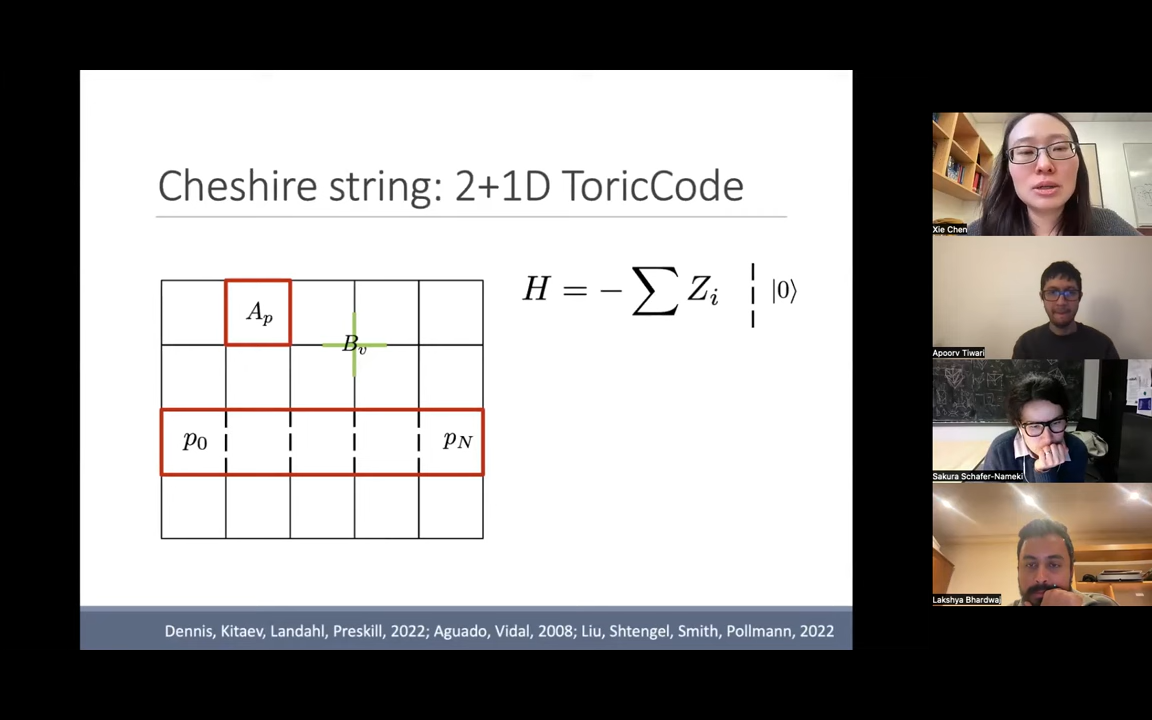 Cheshire string: 2+1D ToricCode
A_p
B_v
p_0
p_N
H = − ∑ Z_i ¦ |0⟩
Dennis, Kitaev, Landahl, Preskill, 2022; Aguado, Vidal, 2008; Liu, Shtengel, Smith, Pollmann, 2022
Xie Chen
Apoorv Tiwari
Sakura Schafer-Nameki
Lakshya Bhardwaj